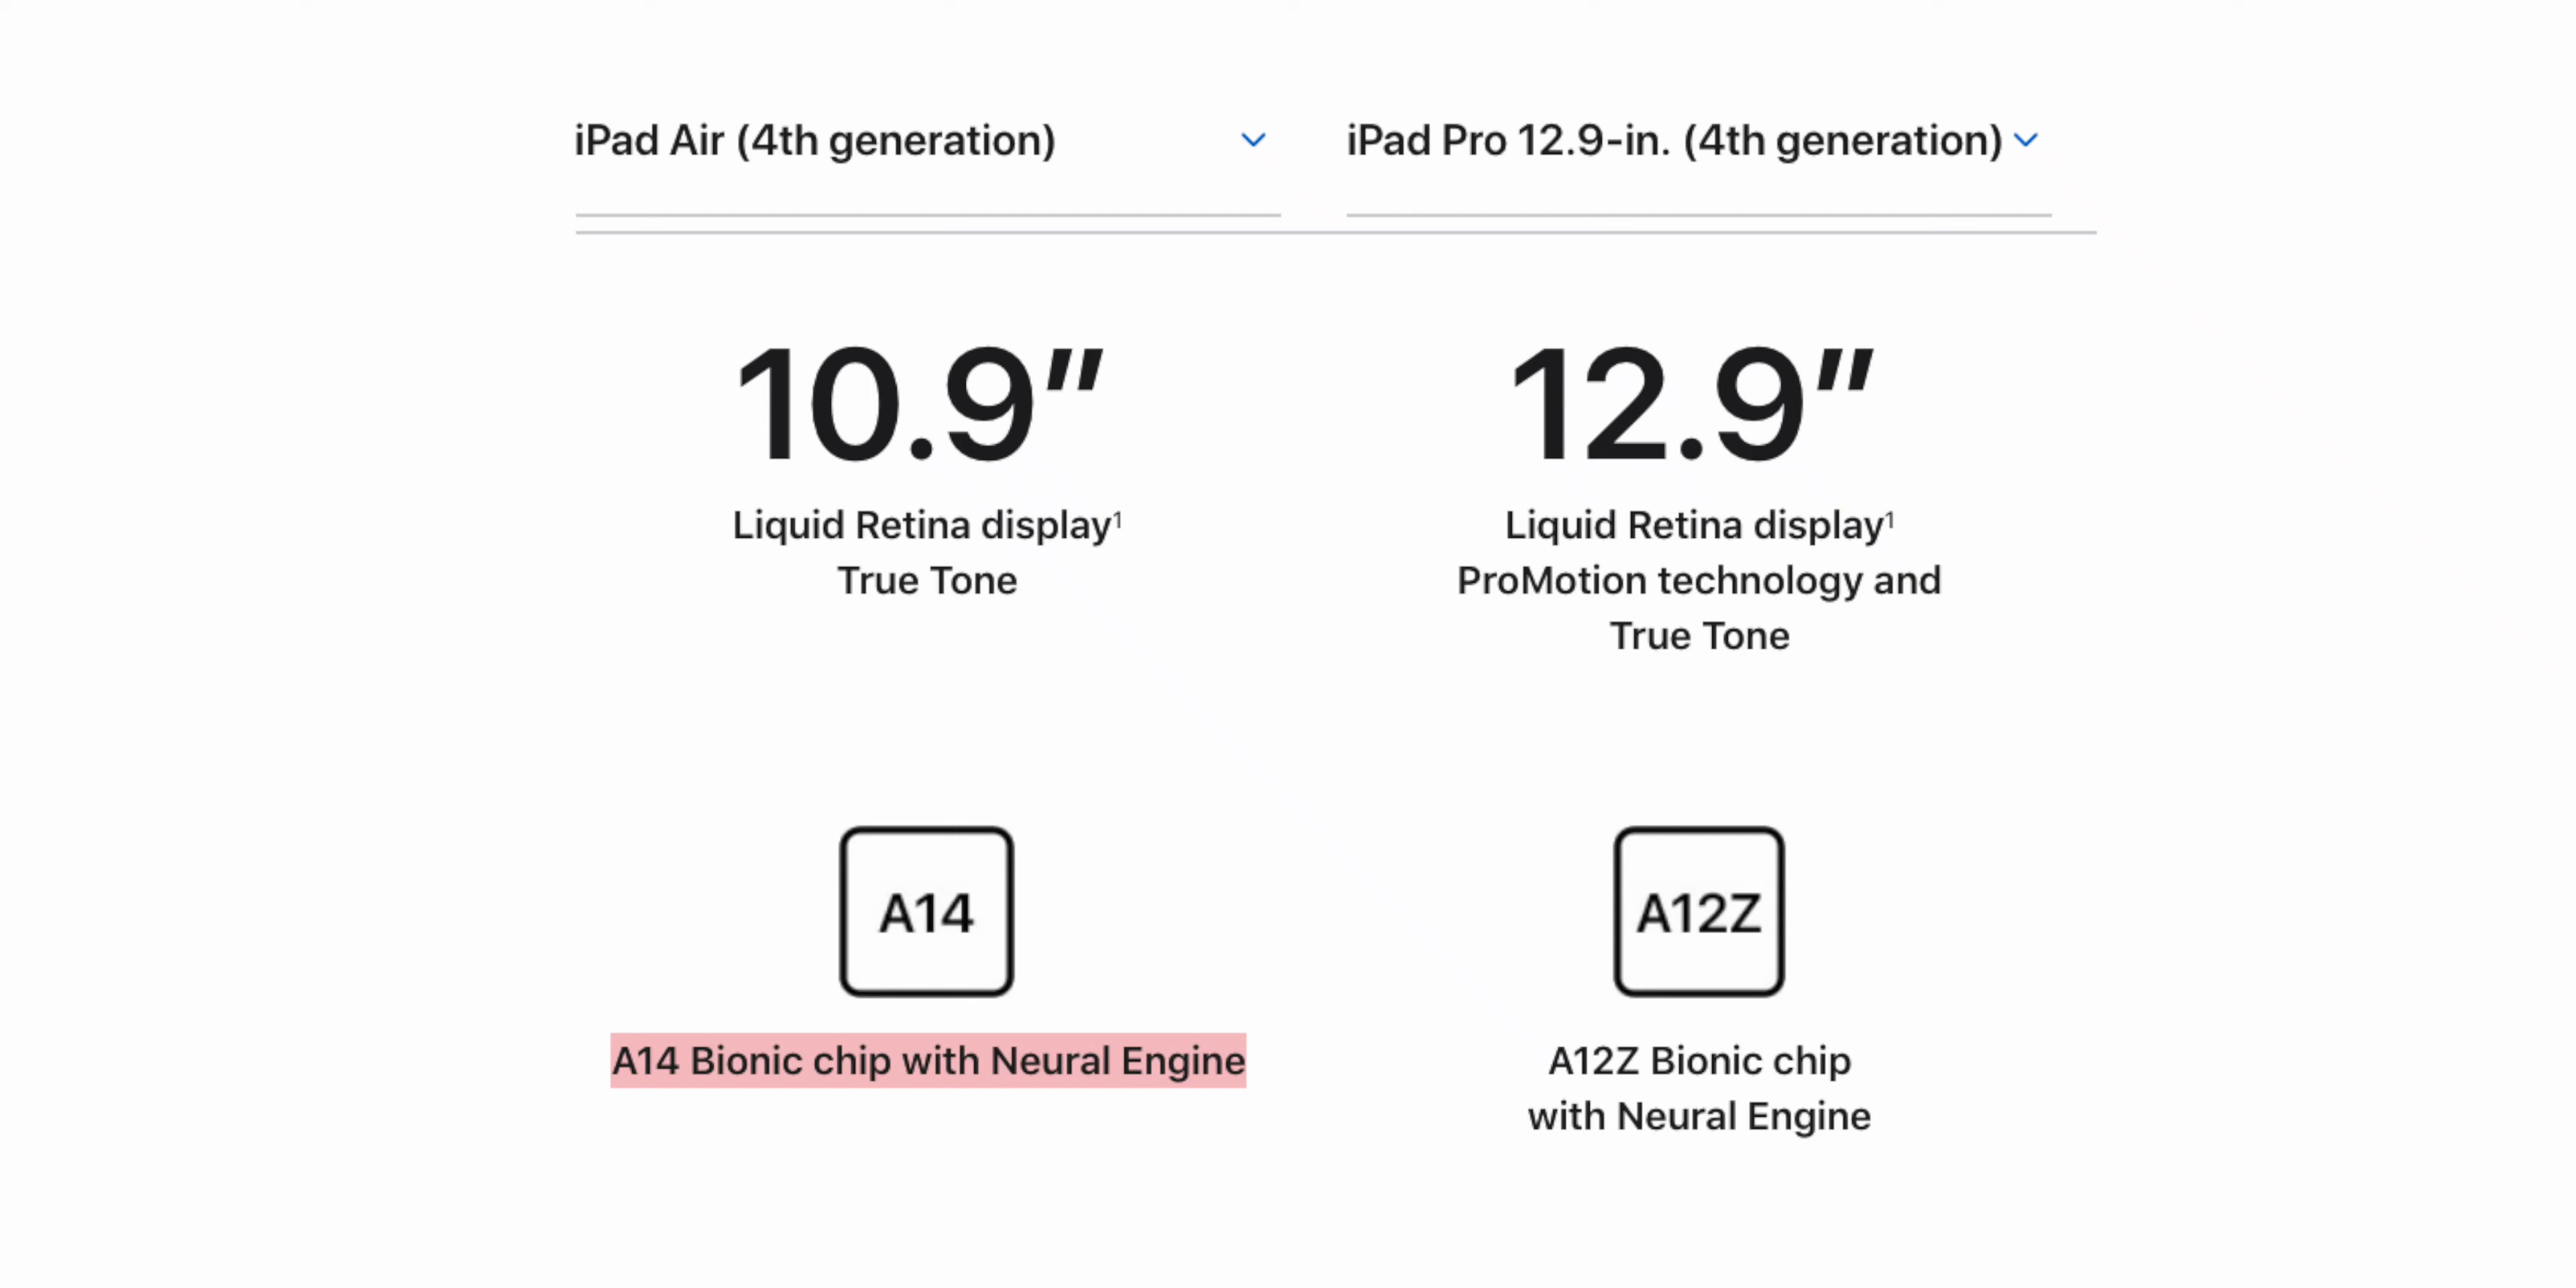 iPad Air (4th generation)
iPad Pro 12.9-in. (4th generation)
10.9″
Liquid Retina display¹
True Tone
12.9″
Liquid Retina display¹
ProMotion technology and
True Tone
A14
A14 Bionic chip with Neural Engine
A12Z
A12Z Bionic chip
with Neural Engine